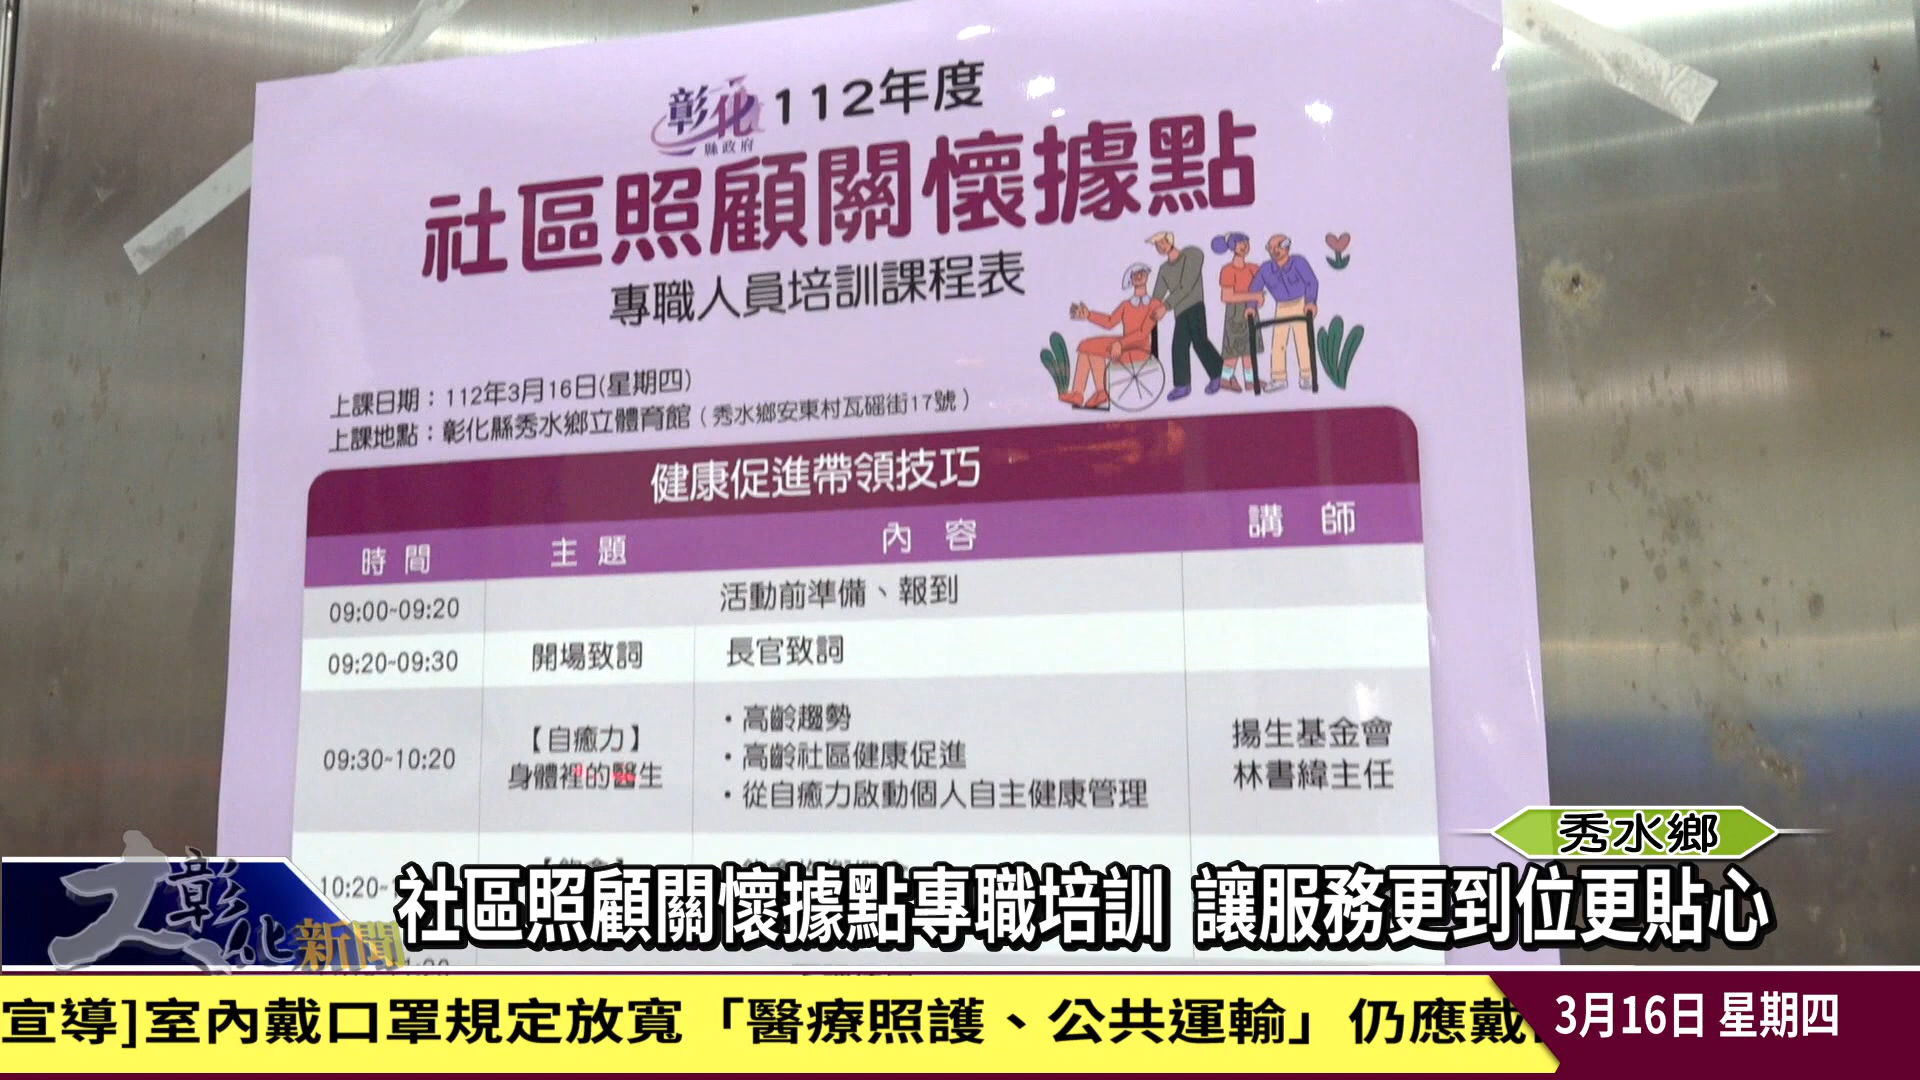 彰化
縣政府
112年度
社區照顧關懷據點
專職人員培訓課程表
上課日期：112年3月16日(星期四)
上課地點：彰化縣秀水鄉立體育館（秀水鄉安東村瓦磘街17號）
健康促進帶領技巧
時間 主題 內容 講師
09:00-09:20 活動前準備、報到
09:20-09:30 開場致詞 長官致詞
09:30-10:20
【自癒力】
身體裡的醫生
・高齡趨勢
・高齡社區健康促進
・從自癒力啟動個人自主健康管理
揚生基金會
林書緯主任
10:20-
秀水鄉
大彰化新聞
社區照顧關懷據點專職培訓 讓服務更到位更貼心
宣導]室內戴口罩規定放寬「醫療照護、公共運輸」仍應戴
3月16日 星期四